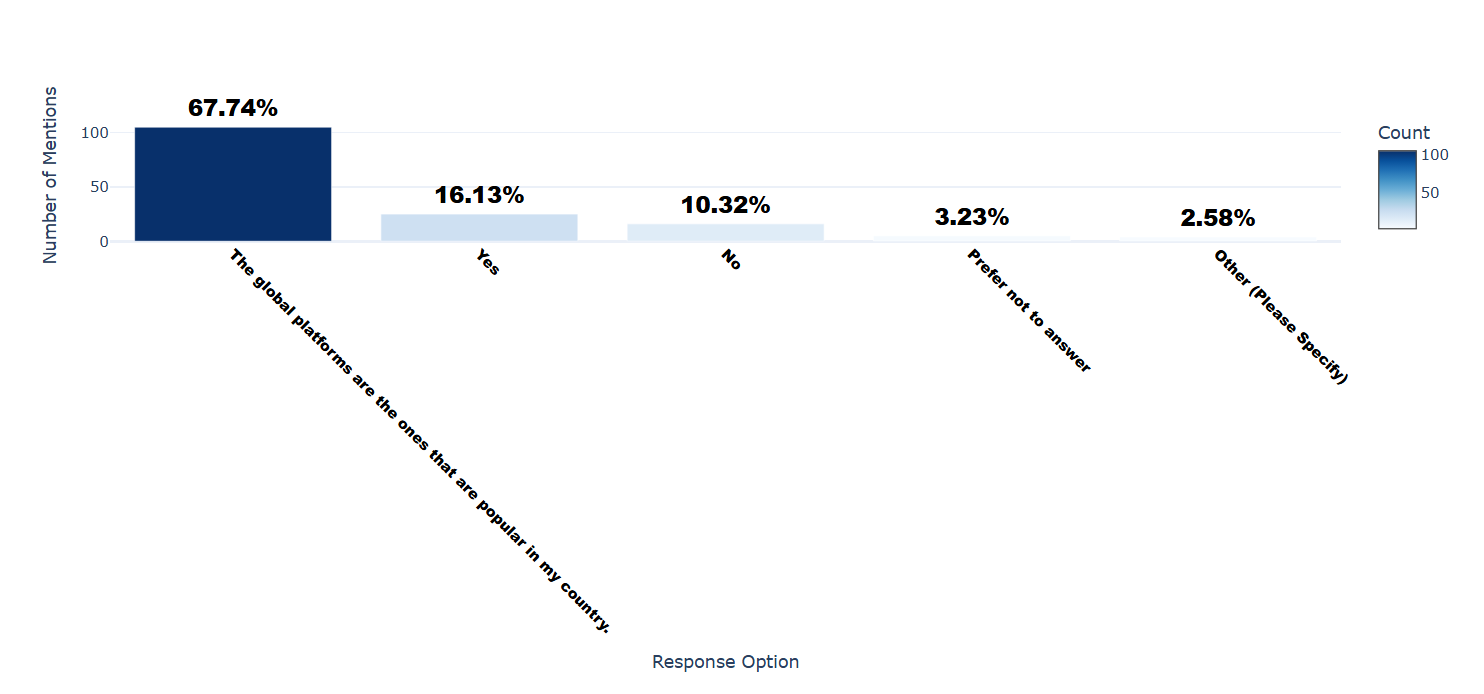 67.74%
16.13%
10.32%
3.23%
2.58%
Number of Mentions
100
50
0
Count
100
50
The global platforms are the ones that are popular in my country.
Yes
No
Prefer not to answer
Other (Please Specify)
Response Option